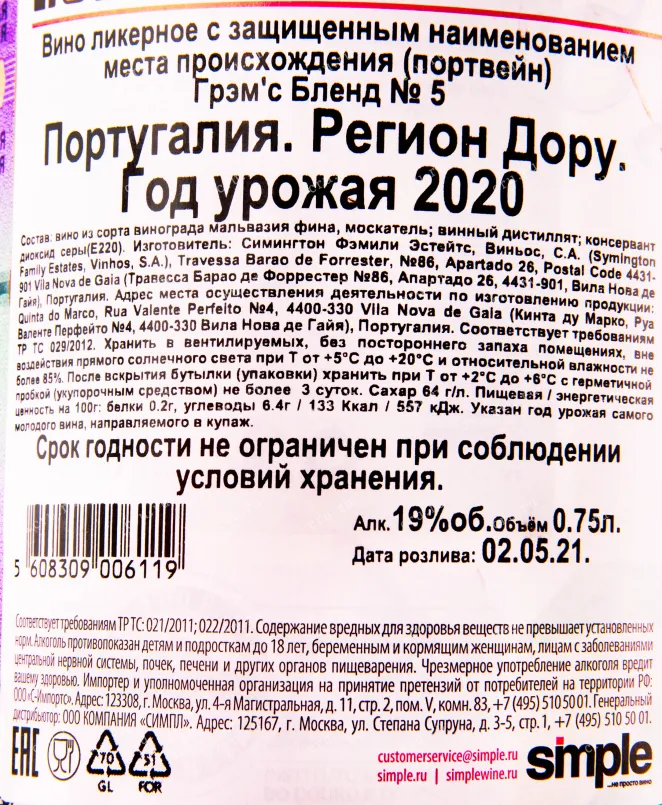 Вино ликерное с защищенным наименованием
места происхождения (портвейн)
Грэм'с Бленд № 5
Португалия. Регион Дору.
Год урожая 2020
Состав: вино из сорта винограда мальвазия фина, москатель; винный дистиллят; консервант
диоксид серы(Е220). Изготовитель: Симингтон Фэмили Эстейтс, Виньос, С.А. (Symington
Family Estates, Vinhos, S.A.), Travessa Barao de Forrester, №86, Apartado 26, Postal Code 4431-
901 Vila Nova de Gaia (Травесса Барао де Форрестер №86, Апартадо 26, 4431-901, Вила Нова де
Гайя), Португалия. Адрес места осуществления деятельности по изготовлению продукции:
Quinta do Marco, Rua Valente Perfeito №4, 4400-330 Vila Nova de Gaia (Кинта ду Марко, Руа
Валенте Перфейто №4, 4400-330 Вила Нова де Гайя), Португалия. Соответствует требованиям
ТР ТС 029/2012. Хранить в вентилируемых, без постороннего запаха помещениях, вне
воздействия прямого солнечного света при Т от +5°С до +20°С и относительной влажности не
более 85%. После вскрытия бутылки (упаковки) хранить при Т от +2°С до +6°С с герметичной
пробкой (укупорочным средством) не более 3 суток. Сахар 64 г/л. Пищевая / энергетическая
ценность на 100г: белки 0.2г, углеводы 6.4г / 133 Ккал / 557 кДж. Указан год урожая самого
молодого вина, направляемого в купаж.
Срок годности не ограничен при соблюдении
условий хранения.
Алк.19%об.Объём 0.75л.
Дата розлива: 02.05.21.
5 608309 006119
Соответствует требованиям ТР ТС: 021/2011; 022/2011. Содержание вредных для здоровья веществ не превышает установленных
норм. Алкоголь противопоказан детям и подросткам до 18 лет, беременным и кормящим женщинам, лицам с заболеваниями
центральной нервной системы, почек, печени и других органов пищеварения. Чрезмерное употребление алкоголя вредит
вашему здоровью. Импортер и уполномоченная организация на принятие претензий от потребителей на территории РФ:
ООО «С-Импортс». Адрес: 123308, г. Москва, ул. 4-я Магистральная, д. 11, стр. 2, пом. V, комн. 83, +7 (495) 510 50 01. Генеральный
дистрибьютор: ООО КОМПАНИЯ «СИМПЛ». Адрес: 125167, г. Москва, ул. Степана Супруна, д. 3-5, стр. 1, +7 (495) 510 50 01.
EAC
70
GL
51
FOR
customerservice@simple.ru
simple.ru | simplewine.ru
simple
...не просто вино